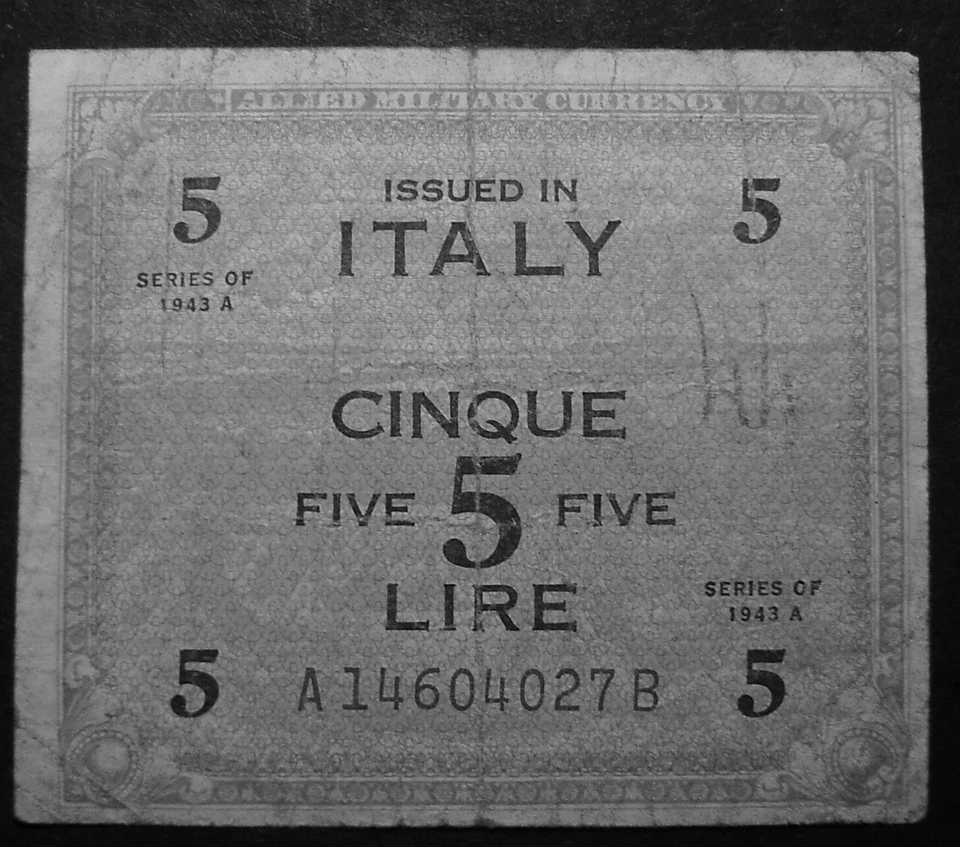 ALLIED MILITARY CURRENCY
5 ISSUED IN 5
ITALY
SERIES OF
1943 A
CINQUE
FIVE 5 FIVE
LIRE
SERIES OF
1943 A
5 A14604027B 5